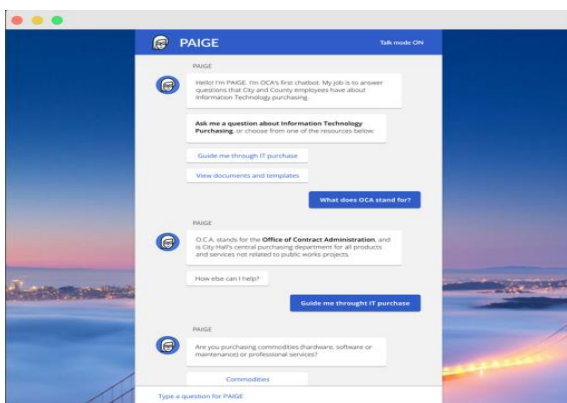 PAIGE
Talk mode ON
PAIGE
Hello! I'm PAIGE. I'm OCA's first chatbot. My job is to answer
questions that City and County employees have about
Information Technology purchasing.
Ask me a question about Information Technology
Purchasing, or choose from one of the resources below:
Guide me through IT purchase
View documents and templates
What does OCA stand for?
PAIGE
O.C.A. stands for the Office of Contract Administration, and
is City Hall's central purchasing department for all products
and services not related to public works projects.
How else can I help?
Guide me throught IT purchase
PAIGE
Are you purchasing commodities (hardware, software or
maintenance) or professional services?
Commodities
Type a question for PAIGE